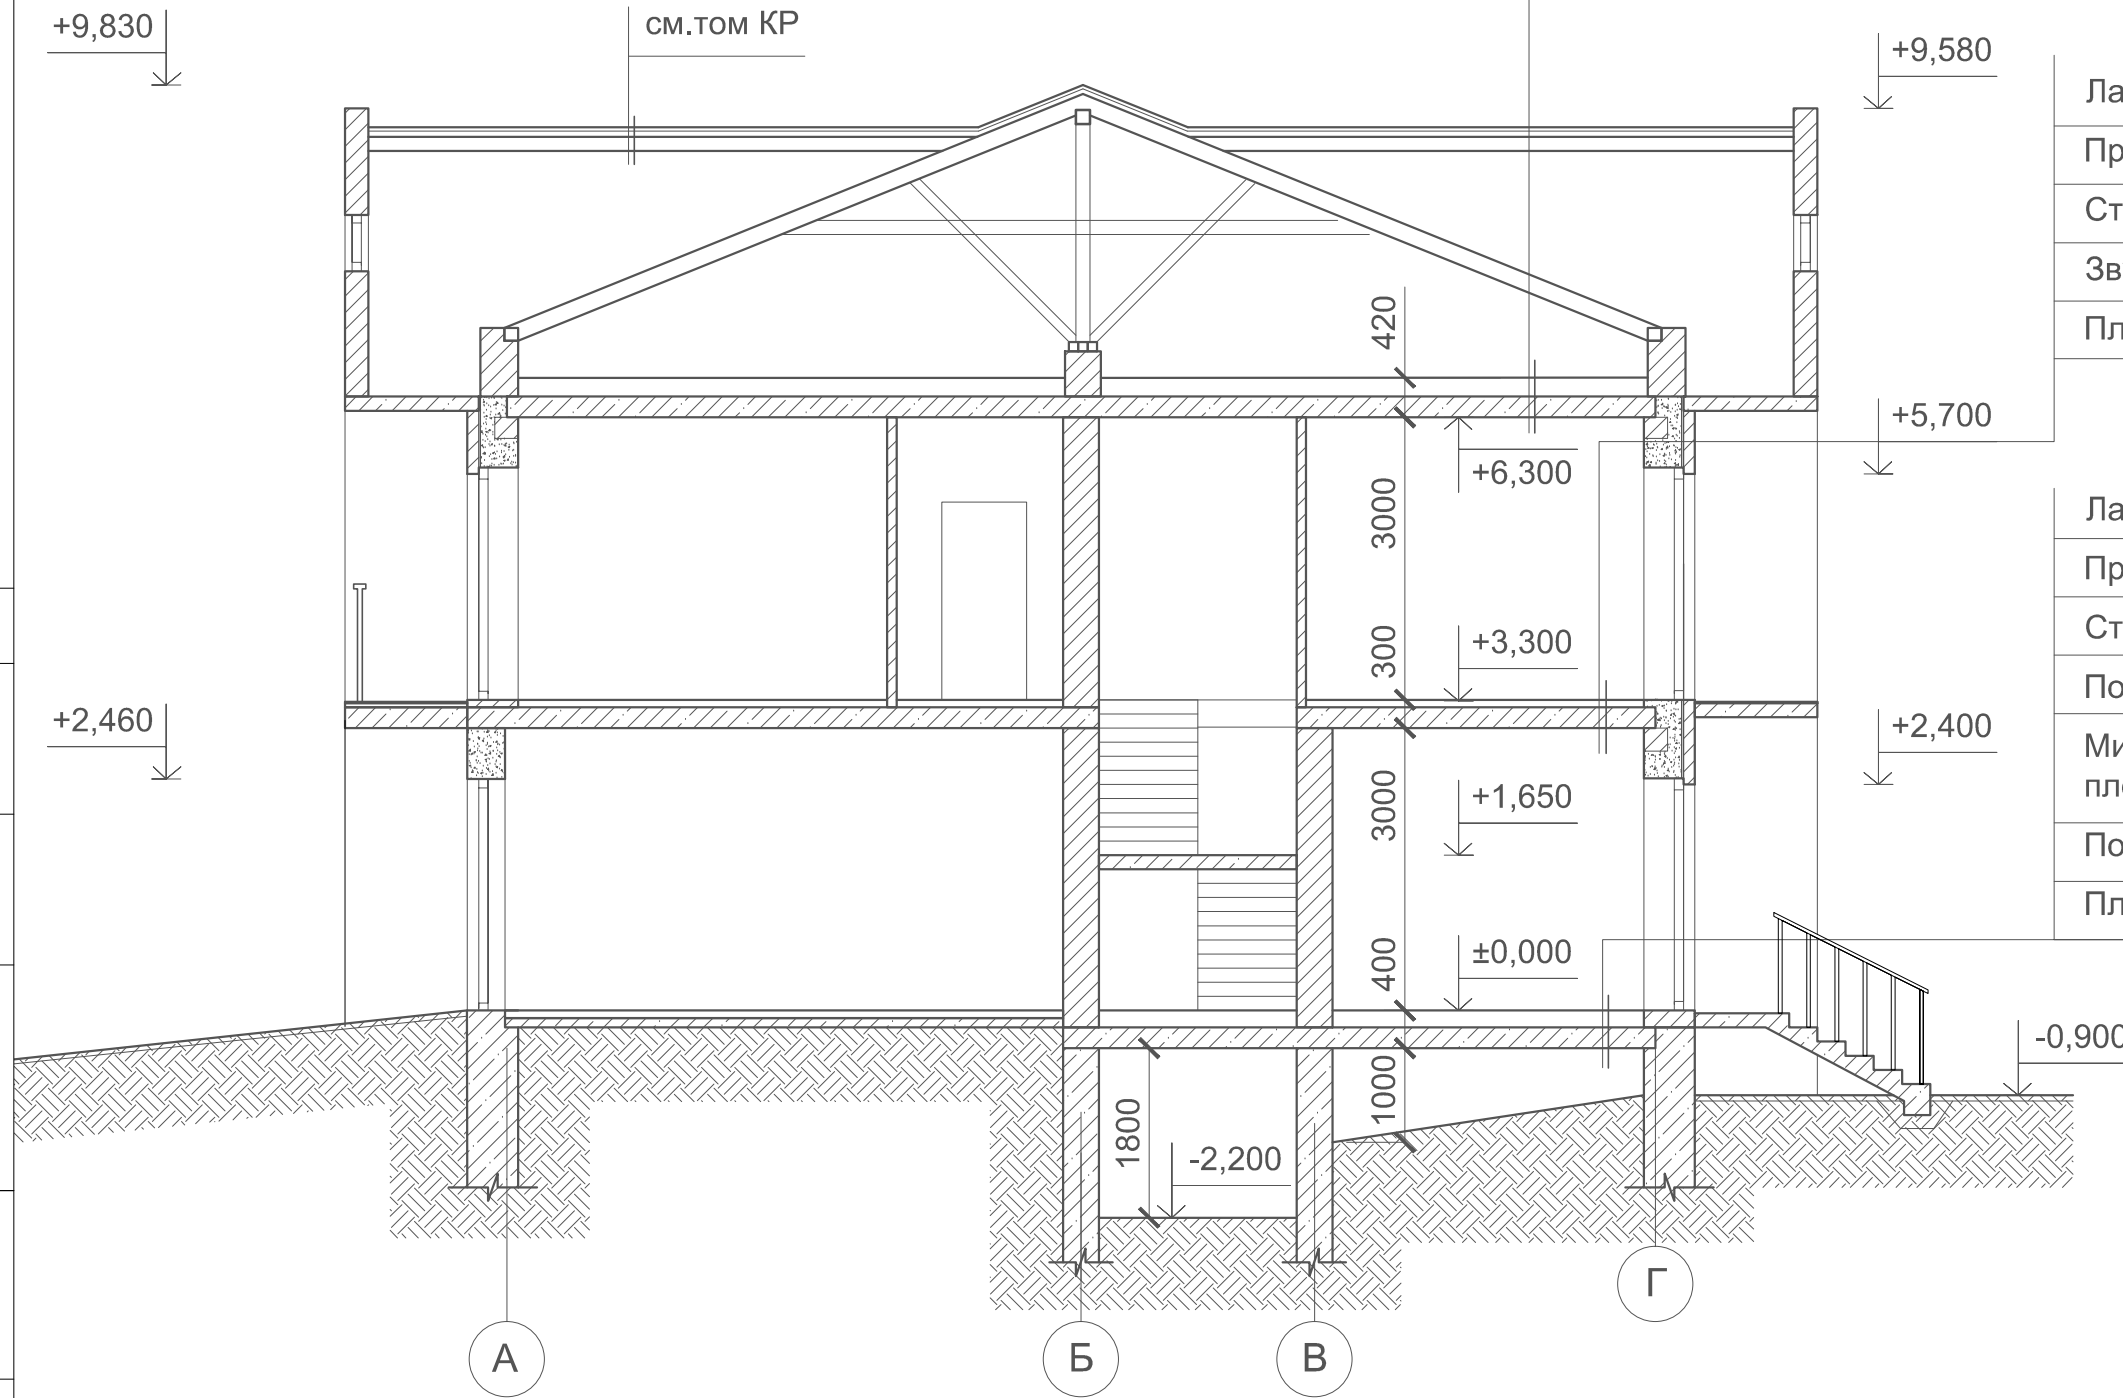 +9,830
см.том КР
+9,580
Ла
Пр
Ст
Зв
Пл
420
+5,700
+6,300
3000
Ла
Пр
Ст
По
Ми
пл
По
Пл
300
+3,300
+2,460
+2,400
3000
+1,650
400
±0,000
-0,900
1000
1800
-2,200
А
Б
В
Г